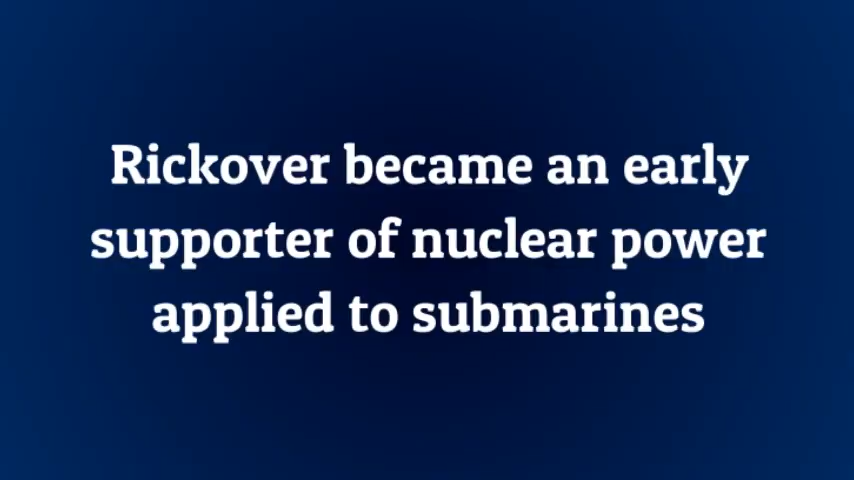 Rickover became an early
supporter of nuclear power
applied to submarines